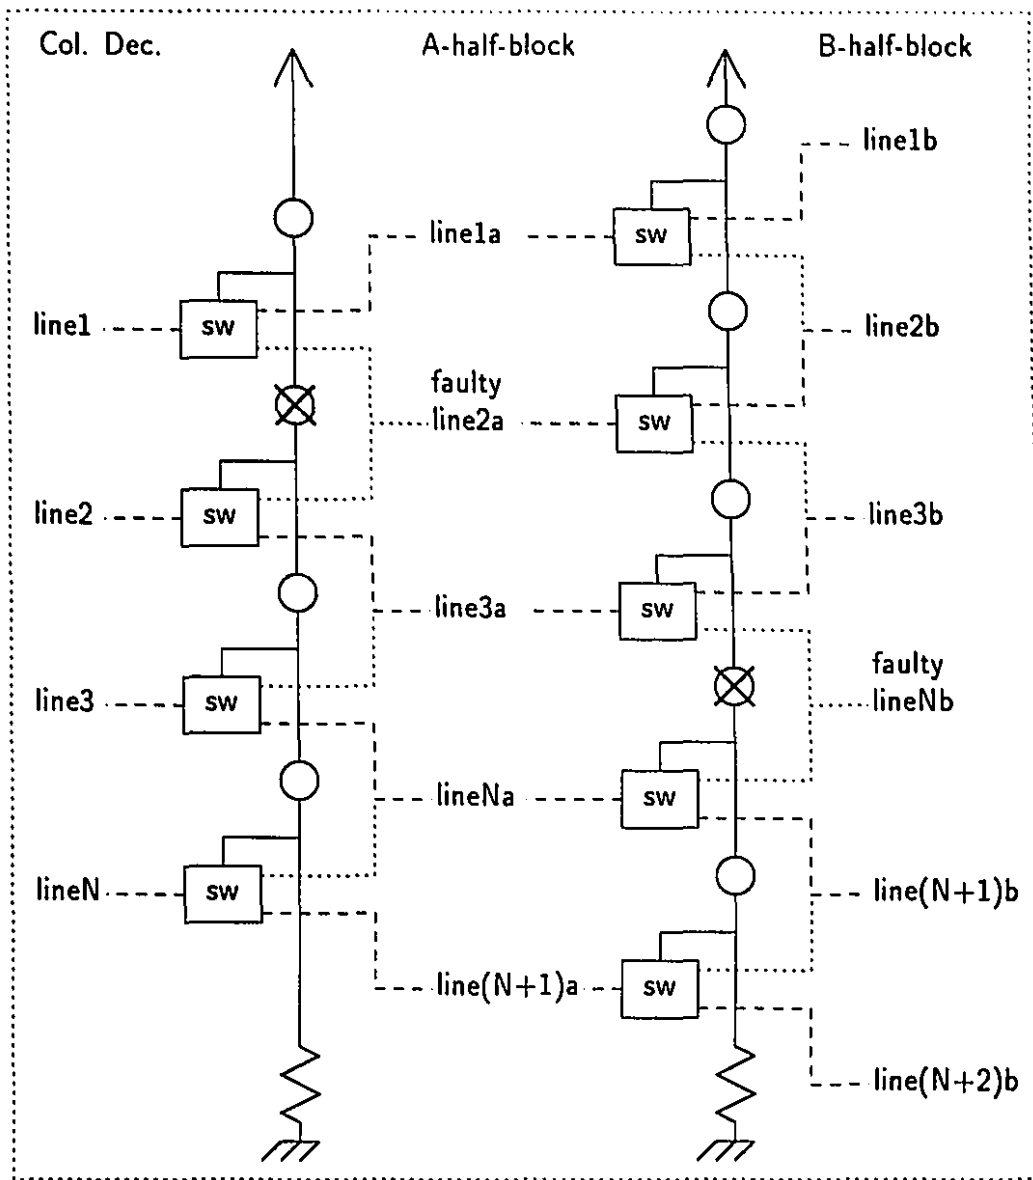 Col. Dec.
A-half-block
B-half-block
line1b
line1a
sw
line1
sw
line2b
faulty
line2a
sw
line2
sw
line3b
line3a
sw
faulty
lineNb
line3
sw
lineNa
sw
lineN
sw
line(N+1)b
line(N+1)a
sw
line(N+2)b